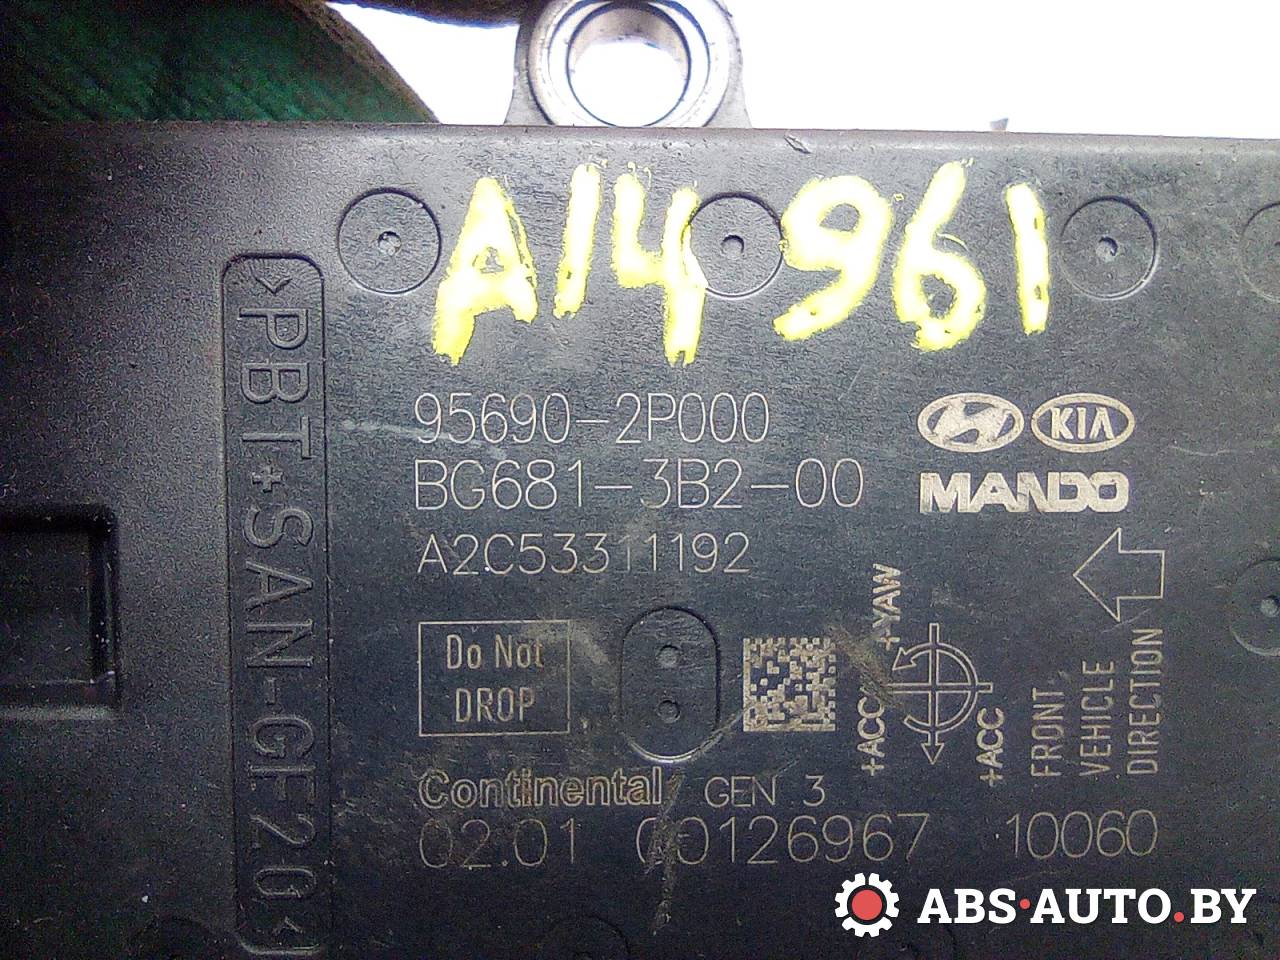 A14961
>PBT+SAN-GF20<
95690-2P000
KIA
BG681-3B2-00
MANDO
A2C53311192
Do Not
DROP
+YAW
+ACC
+ACC
FRONT
VEHICLE
DIRECTION
Continental GEN 3
02.01 00126967 10060
ABS·AUTO.BY